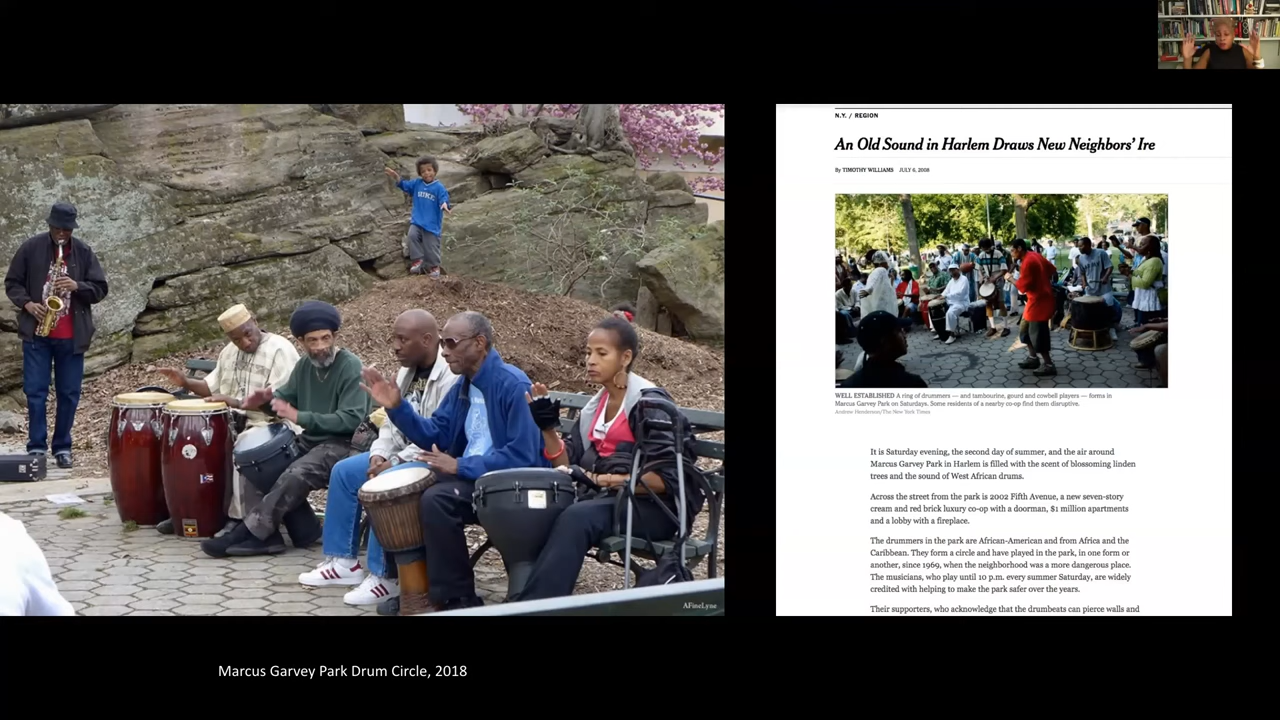 DUKE
AFineLyne
Marcus Garvey Park Drum Circle, 2018
N.Y. / REGION
An Old Sound in Harlem Draws New Neighbors’ Ire
By TIMOTHY WILLIAMS JULY 6, 2008
WELL ESTABLISHED A ring of drummers — and tambourine, gourd and cowbell players — forms in
Marcus Garvey Park on Saturdays. Some residents of a nearby co-op find them disruptive.
Andrew Henderson/The New York Times
It is Saturday evening, the second day of summer, and the air around
Marcus Garvey Park in Harlem is filled with the scent of blossoming linden
trees and the sound of West African drums.
Across the street from the park is 2002 Fifth Avenue, a new seven-story
cream and red brick luxury co-op with a doorman, $1 million apartments
and a lobby with a fireplace.
The drummers in the park are African-American and from Africa and the
Caribbean. They form a circle and have played in the park, in one form or
another, since 1969, when the neighborhood was a more dangerous place.
The musicians, who play until 10 p.m. every summer Saturday, are widely
credited with helping to make the park safer over the years.
Their supporters, who acknowledge that the drumbeats can pierce walls and